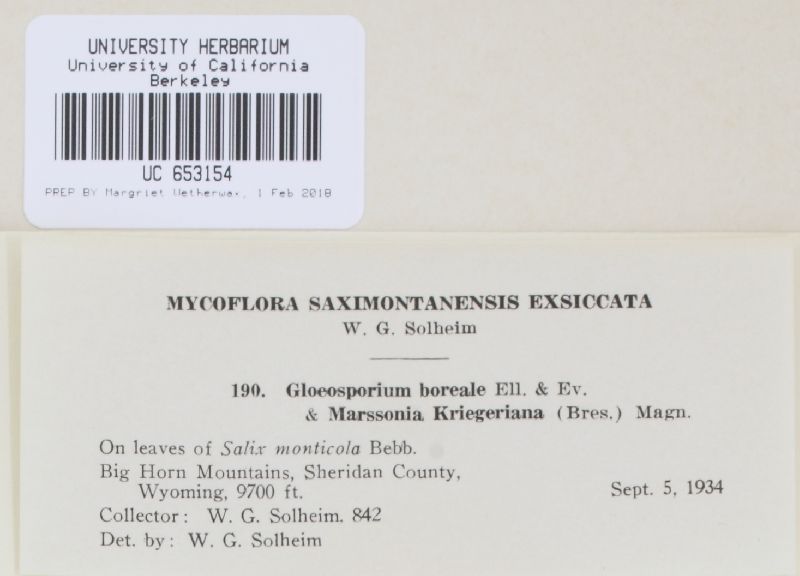 UNIVERSITY HERBARIUM
University of California
Berkeley
UC 653154
PREP BY Margriet Wetherwax, 1 Feb 2018
MYCOFLORA SAXIMONTANENSIS EXSICCATA
W. G. Solheim
190. Gloeosporium boreale Ell. & Ev.
& Marssonia Kriegeriana (Bres.) Magn.
On leaves of Salix monticola Bebb.
Big Horn Mountains, Sheridan County,
Wyoming, 9700 ft. Sept. 5, 1934
Collector: W. G. Solheim. 842
Det. by: W. G. Solheim